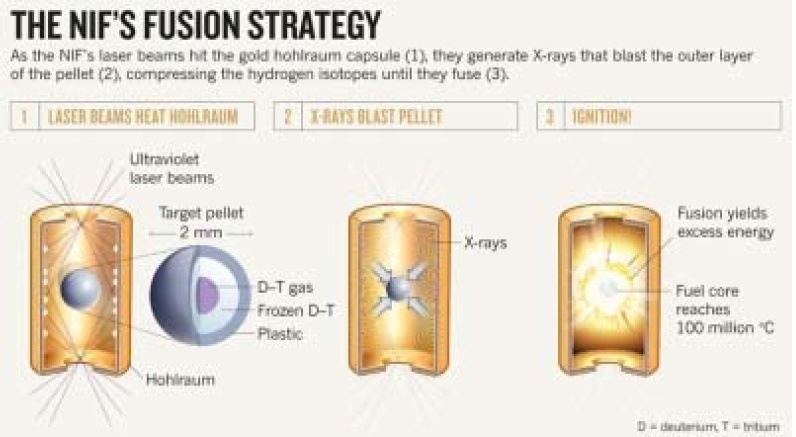 THE NIF'S FUSION STRATEGY
As the NIF's laser beams hit the gold hohlraum capsule (1), they generate X-rays that blast the outer layer
of the pellet (2), compressing the hydrogen isotopes until they fuse (3).
1 LASER BEAMS HEAT HOHLRAUM
2 X-RAYS BLAST PELLET
3 IGNITION!
Ultraviolet
laser beams
Target pellet
2 mm
D–T gas
Frozen D–T
Plastic
Hohlraum
X-rays
Fusion yields
excess energy
Fuel core
reaches
100 million °C
D = deuterium, T = tritium